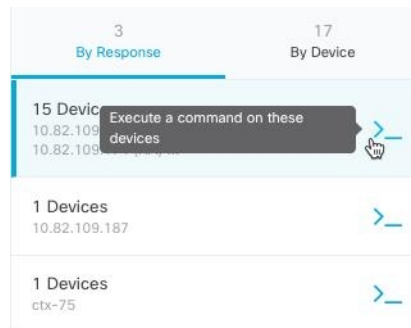 3
17
By Response
By Device
15 Devic
Execute a command on these
devices
10.82.109
10.82.109
1 Devices
10.82.109.187
1 Devices
ctx-75